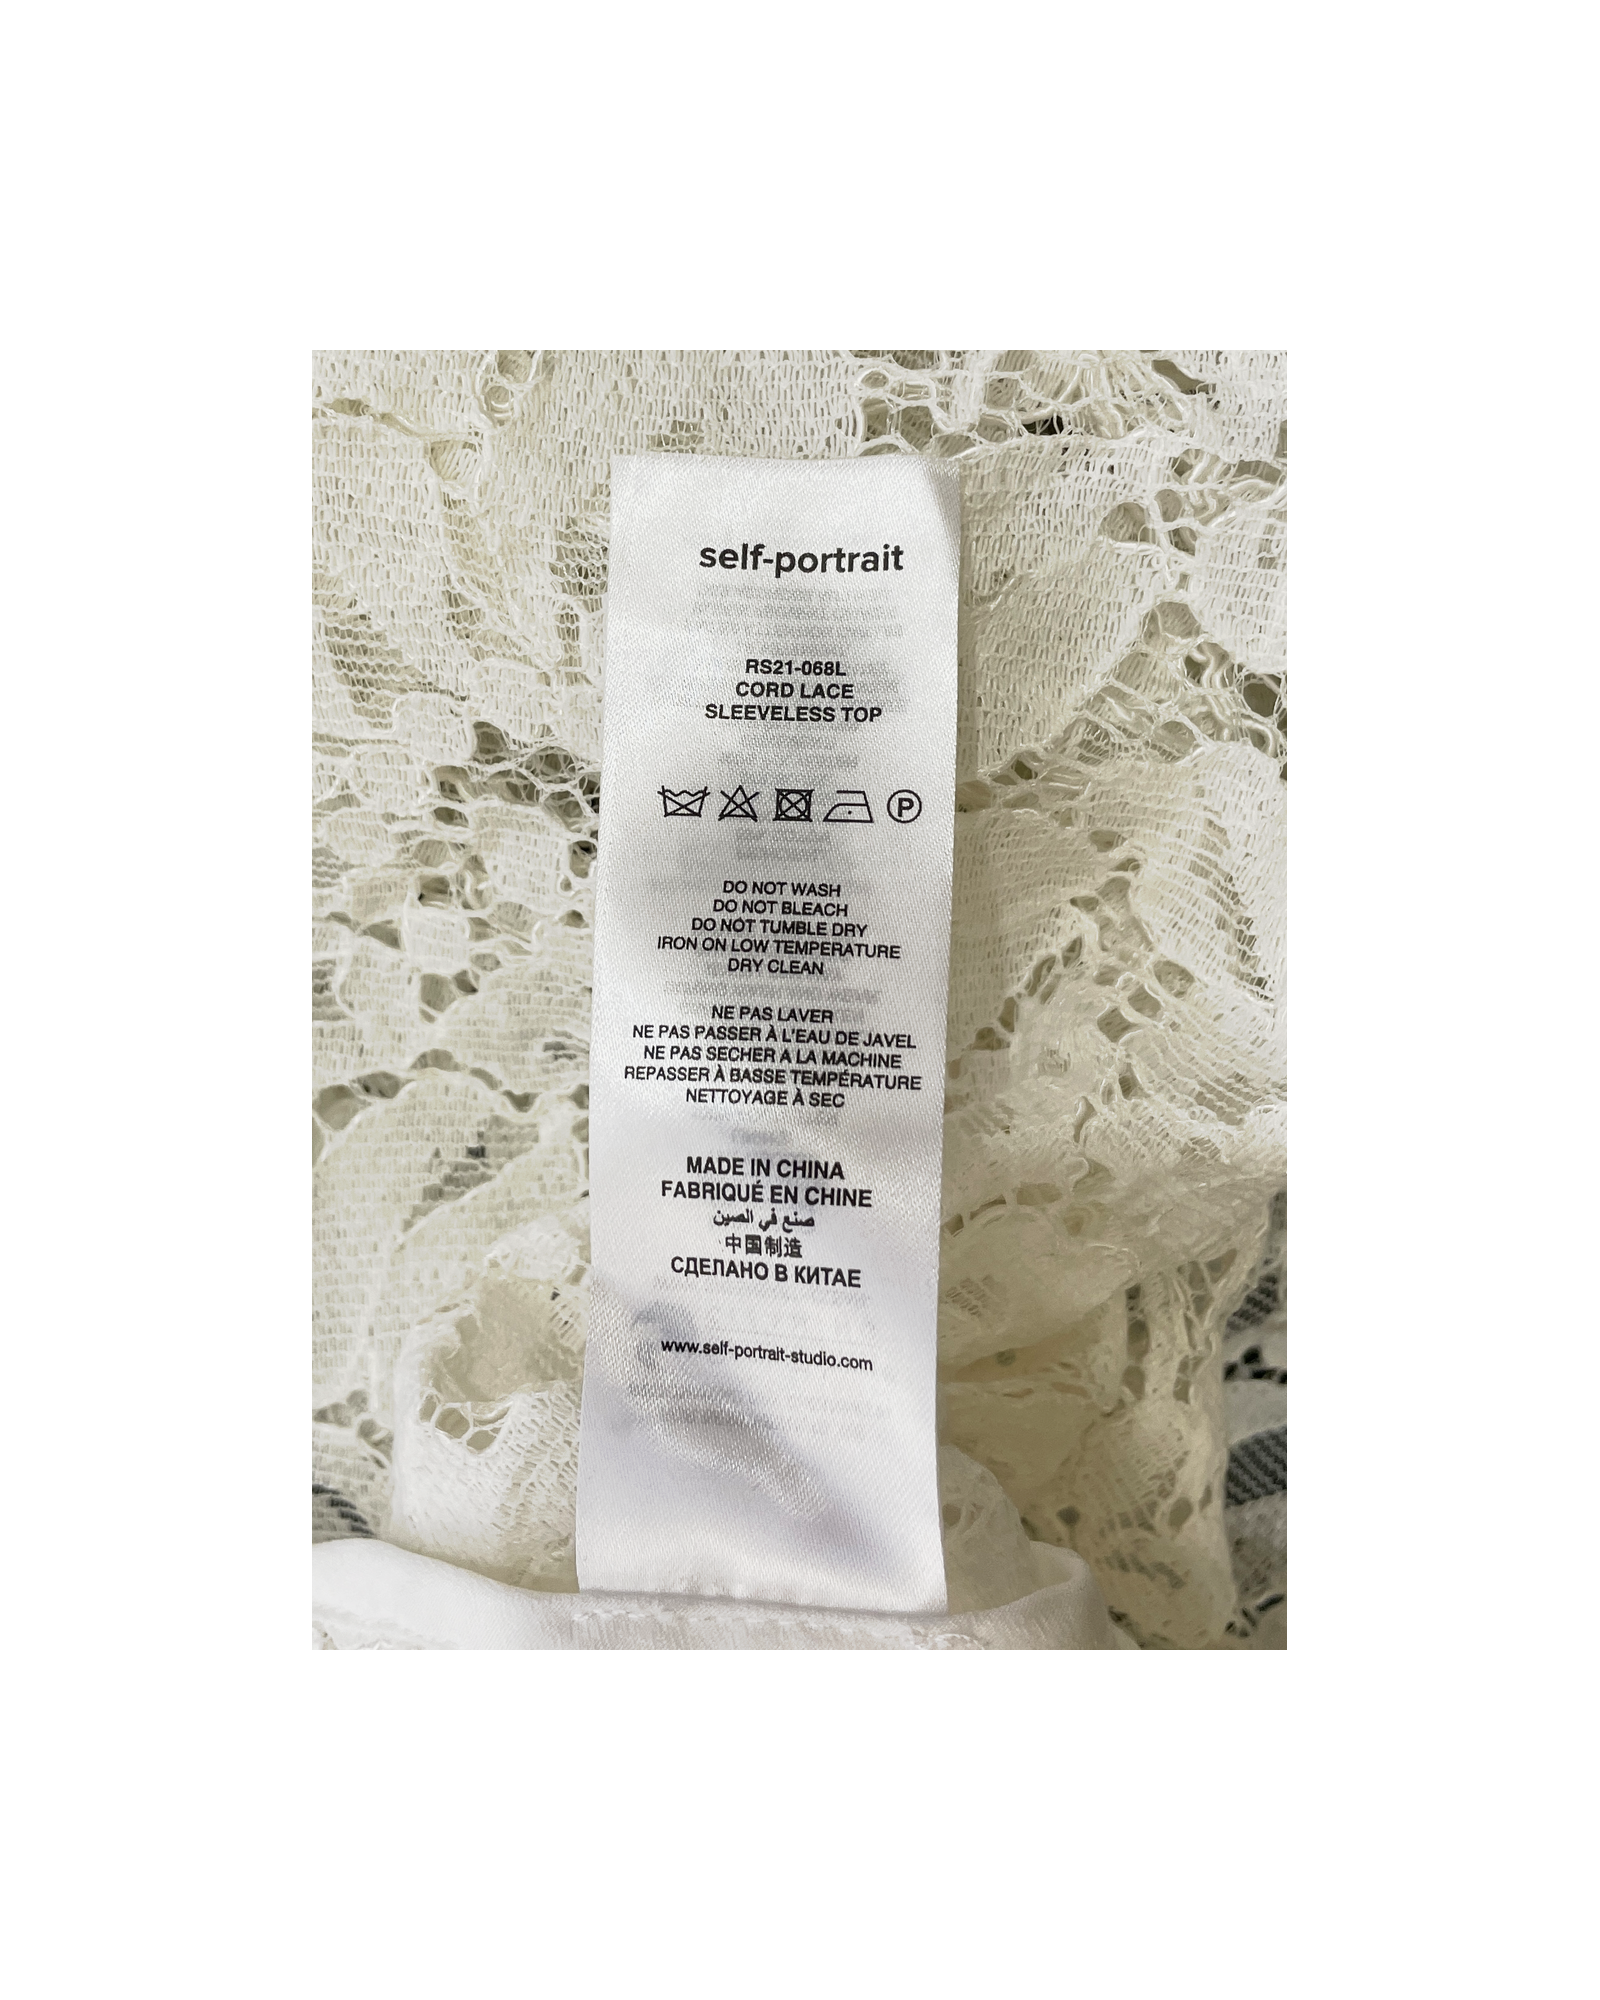 self-portrait
RS21-068L
CORD LACE
SLEEVELESS TOP
P
DO NOT WASH
DO NOT BLEACH
DO NOT TUMBLE DRY
IRON ON LOW TEMPERATURE
DRY CLEAN
NE PAS LAVER
NE PAS PASSER À L'EAU DE JAVEL
NE PAS SECHER A LA MACHINE
REPASSER À BASSE TEMPÉRATURE
NETTOYAGE À SEC
MADE IN CHINA
FABRIQUÉ EN CHINE
صنع في الصين
中国制造
СДЕЛАНО В КИТАЕ
www.self-portrait-studio.com